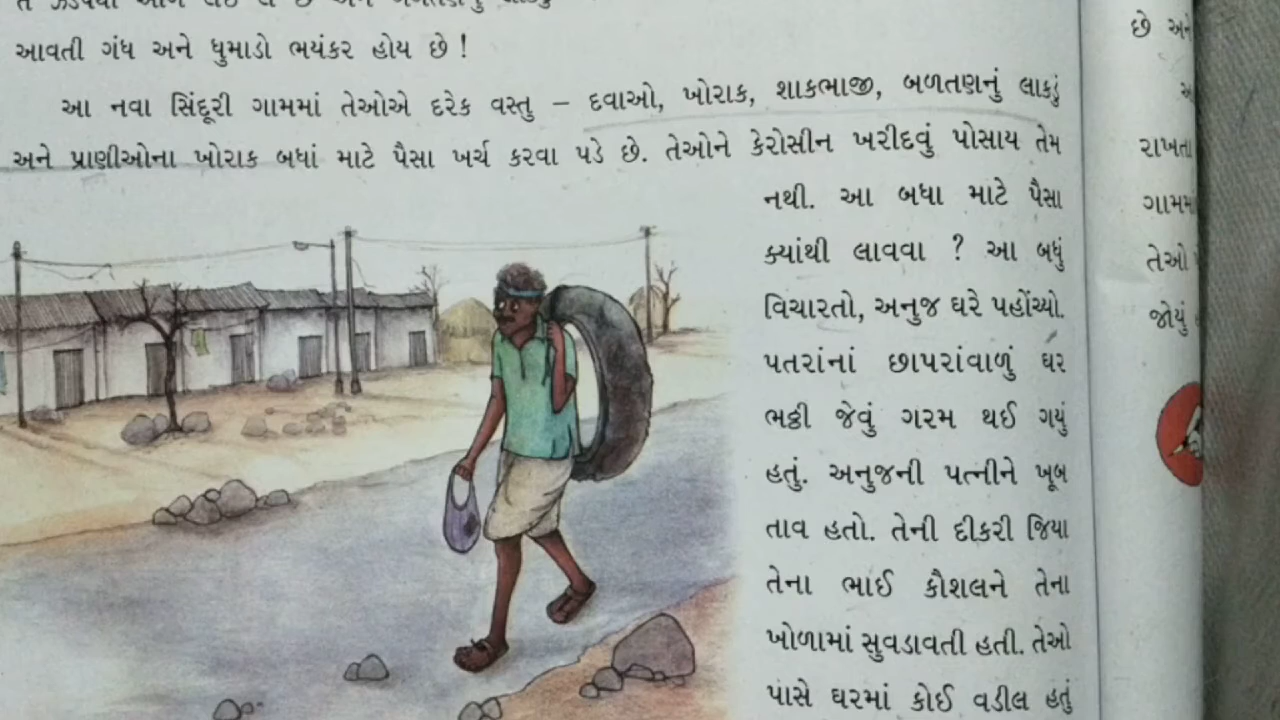 આવતી ગંધ અને ધુમાડો ભયંકર હોય છે !
આ નવા સિંદૂરી ગામમાં તેઓએ દરેક વસ્તુ – દવાઓ, ખોરાક, શાકભાજી, બળતણનું લાકડું
અને પ્રાણીઓના ખોરાક બધાં માટે પૈસા ખર્ચ કરવા પડે છે. તેઓને કેરોસીન ખરીદવું પોસાય તેમ
નથી. આ બધા માટે પૈસા
ક્યાંથી લાવવા ? આ બધું
વિચારતો, અનુજ ઘરે પહોંચ્યો.
પતરાંનાં છાપરાંવાળું ઘર
ભઠ્ઠી જેવું ગરમ થઈ ગયું
હતું. અનુજની પત્નીને ખૂબ
તાવ હતો. તેની દીકરી જિયા
તેના ભાઈ કૌશલને તેના
ખોળામાં સુવડાવતી હતી. તેઓ
પાસે ઘરમાં કોઈ વડીલ હતું
છે
રાખતા
તેઓ
જોયું